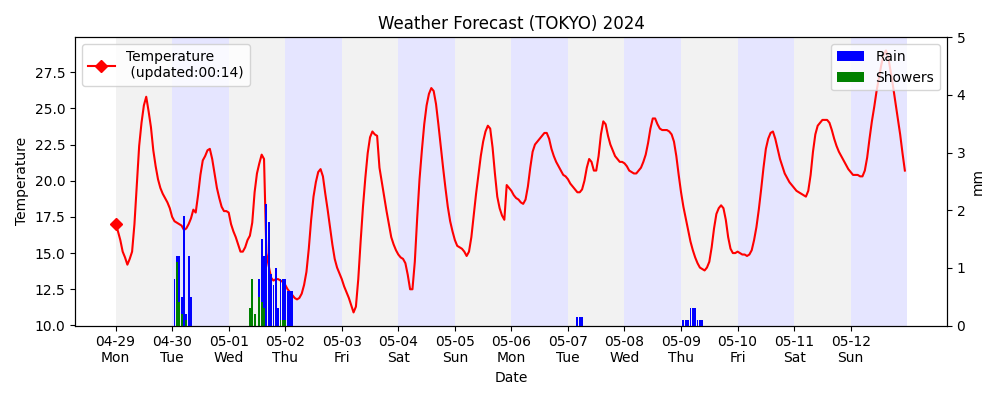 Weather Forecast (TOKYO) 2024
Temperature
(updated:00:14)
Rain
Showers
Temperature
27.5
25.0
22.5
20.0
17.5
15.0
12.5
10.0
5
4
3
2
1
0
mm
04-29 04-30 05-01 05-02 05-03 05-04 05-05 05-06 05-07 05-08 05-09 05-10 05-11 05-12
Mon Tue Wed Thu Fri Sat Sun Mon Tue Wed Thu Fri Sat Sun
Date